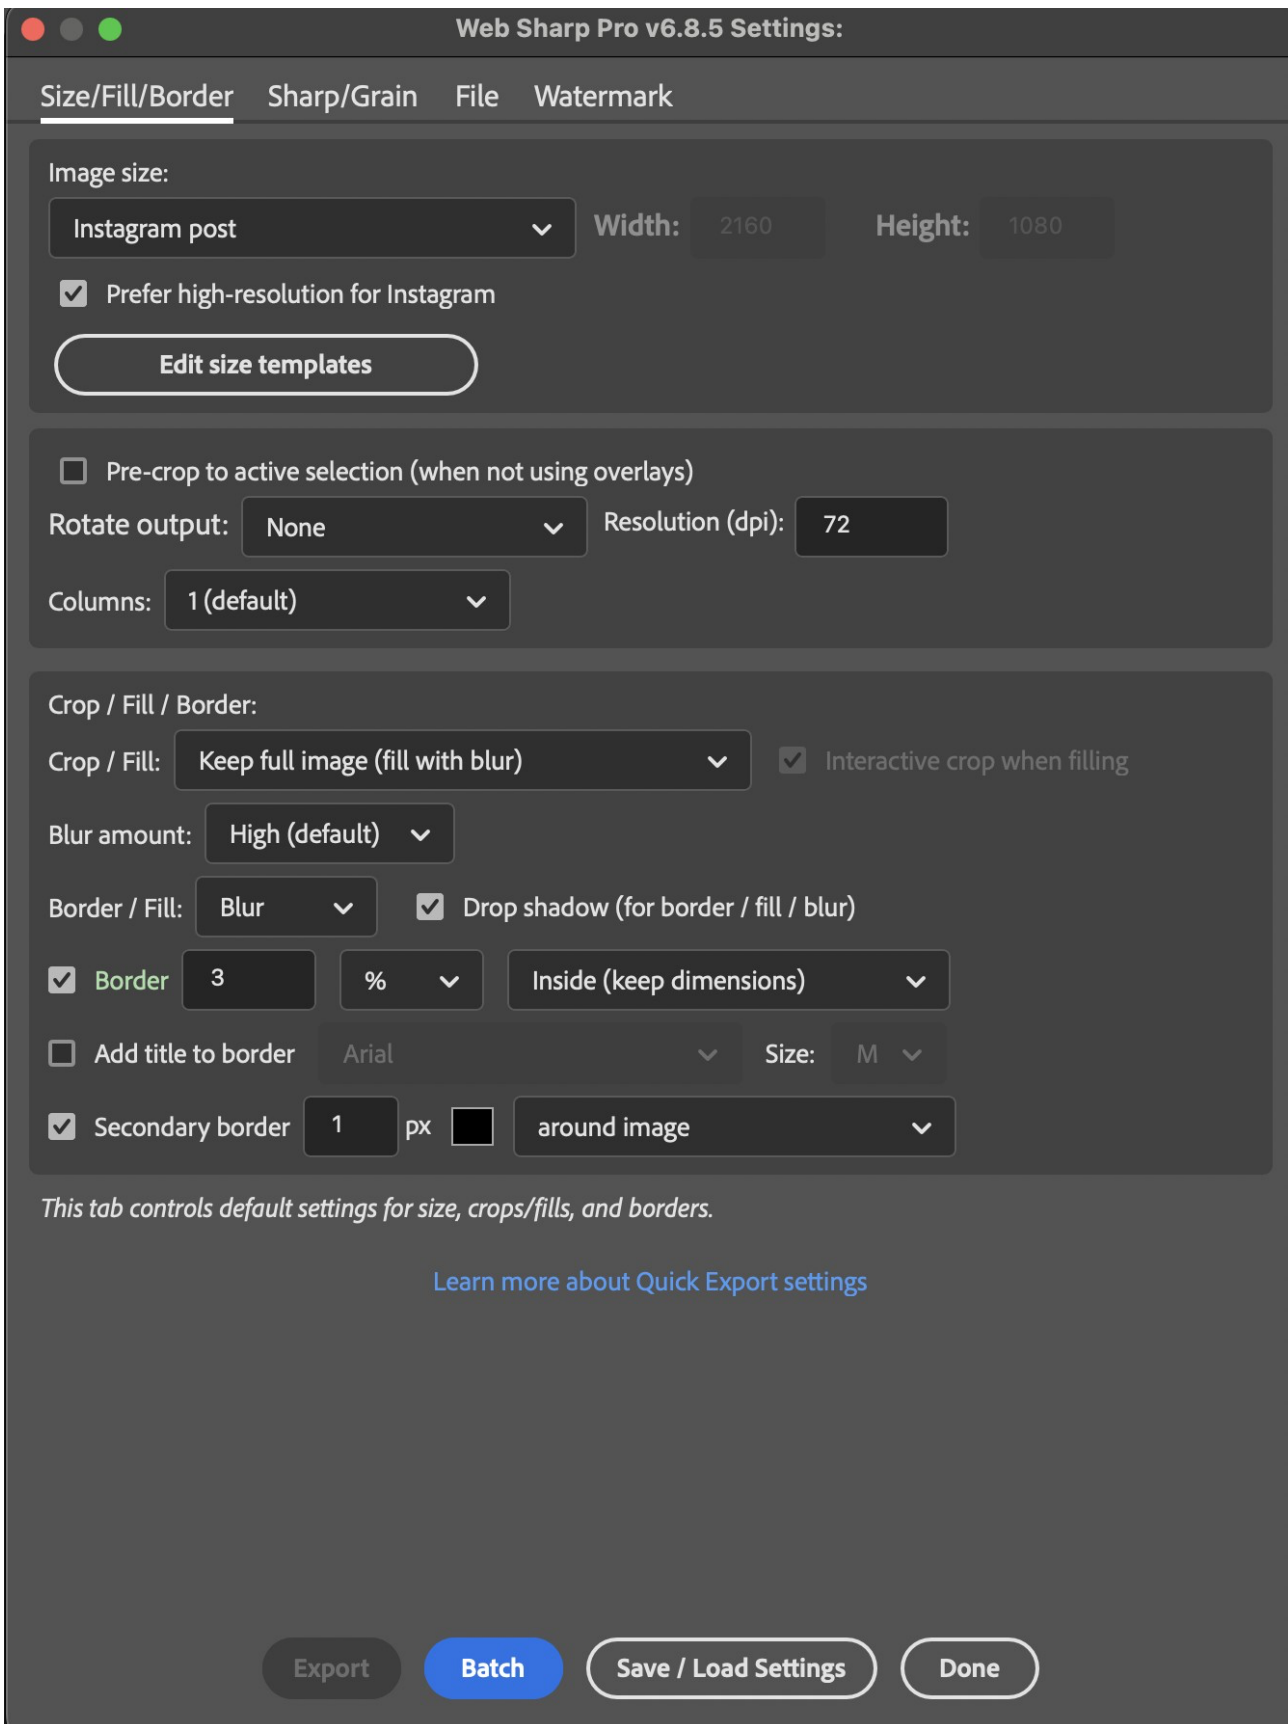 Web Sharp Pro v6.8.5 Settings:
Size/Fill/Border Sharp/Grain File Watermark
Image size:
Instagram post Width: 2160 Height: 1080
Prefer high-resolution for Instagram
Edit size templates
Pre-crop to active selection (when not using overlays)
Rotate output: None Resolution (dpi): 72
Columns: 1 (default)
Crop / Fill / Border:
Crop / Fill: Keep full image (fill with blur) Interactive crop when filling
Blur amount: High (default)
Border / Fill: Blur Drop shadow (for border / fill / blur)
Border 3 % Inside (keep dimensions)
Add title to border Arial Size: M
Secondary border 1 px around image
This tab controls default settings for size, crops/fills, and borders.
Learn more about Quick Export settings
Export Batch Save / Load Settings Done